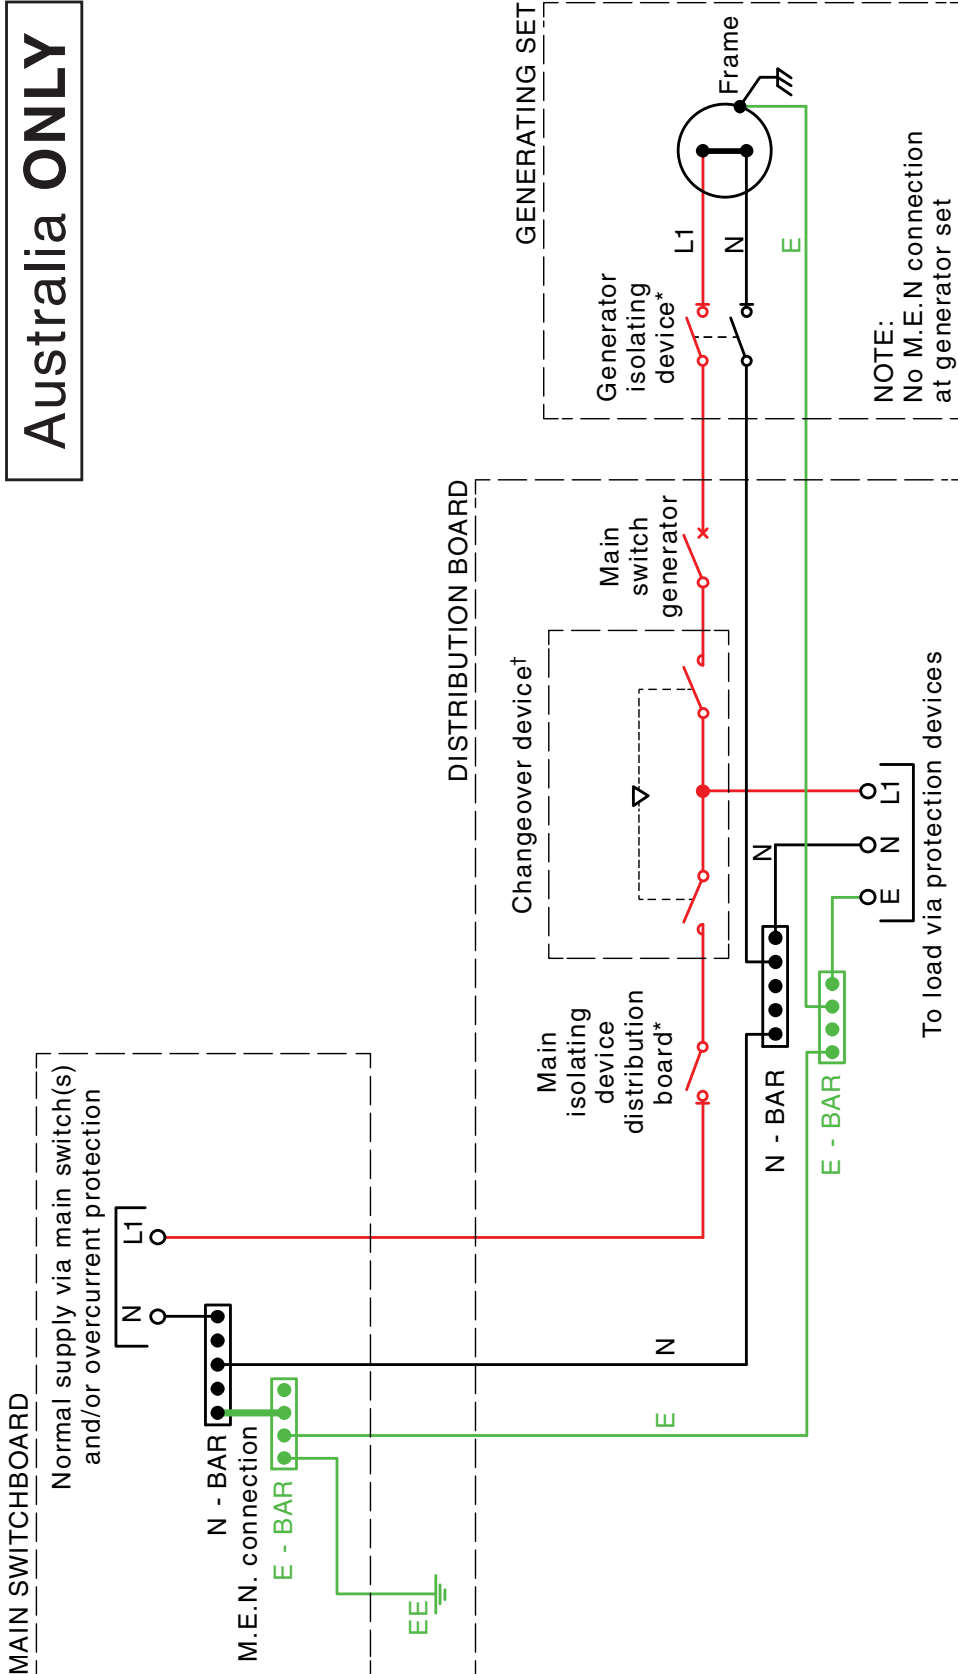 Australia ONLY
MAIN SWITCHBOARD
Normal supply via main switch(s)
and/or overcurrent protection
N
L1
N - BAR
M.E.N. connection
E - BAR
EE
E
N
DISTRIBUTION BOARD
Changeover device†
Main
isolating
device
distribution
board*
Main
switch
generator
N - BAR
E - BAR
N
E
N
L1
To load via protection devices
GENERATING SET
Generator
isolating
device*
L1
N
E
Frame
NOTE:
No M.E.N connection
at generator set